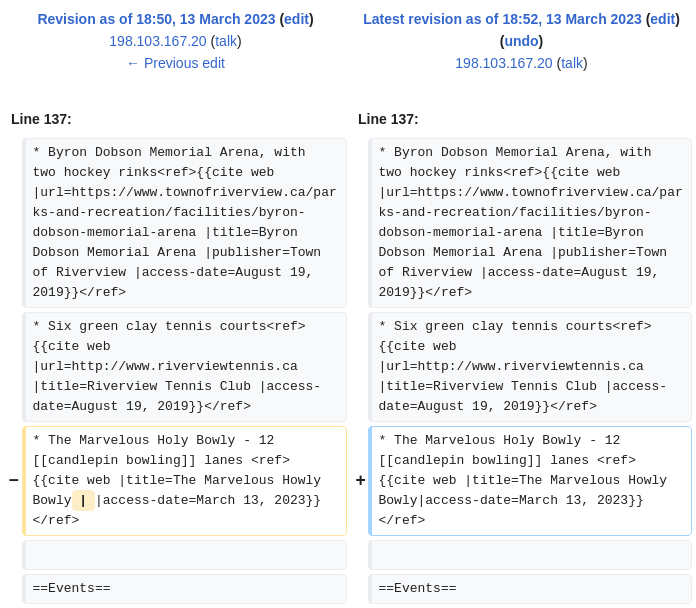 Revision as of 18:50, 13 March 2023 (edit)
198.103.167.20 (talk)
← Previous edit
Latest revision as of 18:52, 13 March 2023 (edit)
(undo)
198.103.167.20 (talk)
Line 137:
Line 137:
* Byron Dobson Memorial Arena, with
two hockey rinks<ref>{{cite web
|url=https://www.townofriverview.ca/par
ks-and-recreation/facilities/byron-
dobson-memorial-arena |title=Byron
Dobson Memorial Arena |publisher=Town
of Riverview |access-date=August 19,
2019}}</ref>
* Byron Dobson Memorial Arena, with
two hockey rinks<ref>{{cite web
|url=https://www.townofriverview.ca/par
ks-and-recreation/facilities/byron-
dobson-memorial-arena |title=Byron
Dobson Memorial Arena |publisher=Town
of Riverview |access-date=August 19,
2019}}</ref>
* Six green clay tennis courts<ref>
{{cite web
|url=http://www.riverviewtennis.ca
|title=Riverview Tennis Club |access-
date=August 19, 2019}}</ref>
* Six green clay tennis courts<ref>
{{cite web
|url=http://www.riverviewtennis.ca
|title=Riverview Tennis Club |access-
date=August 19, 2019}}</ref>
−
* The Marvelous Holy Bowly - 12
[[candlepin bowling]] lanes <ref>
{{cite web |title=The Marvelous Howly
Bowly | |access-date=March 13, 2023}}
</ref>
+
* The Marvelous Holy Bowly - 12
[[candlepin bowling]] lanes <ref>
{{cite web |title=The Marvelous Howly
Bowly|access-date=March 13, 2023}}
</ref>
==Events==
==Events==